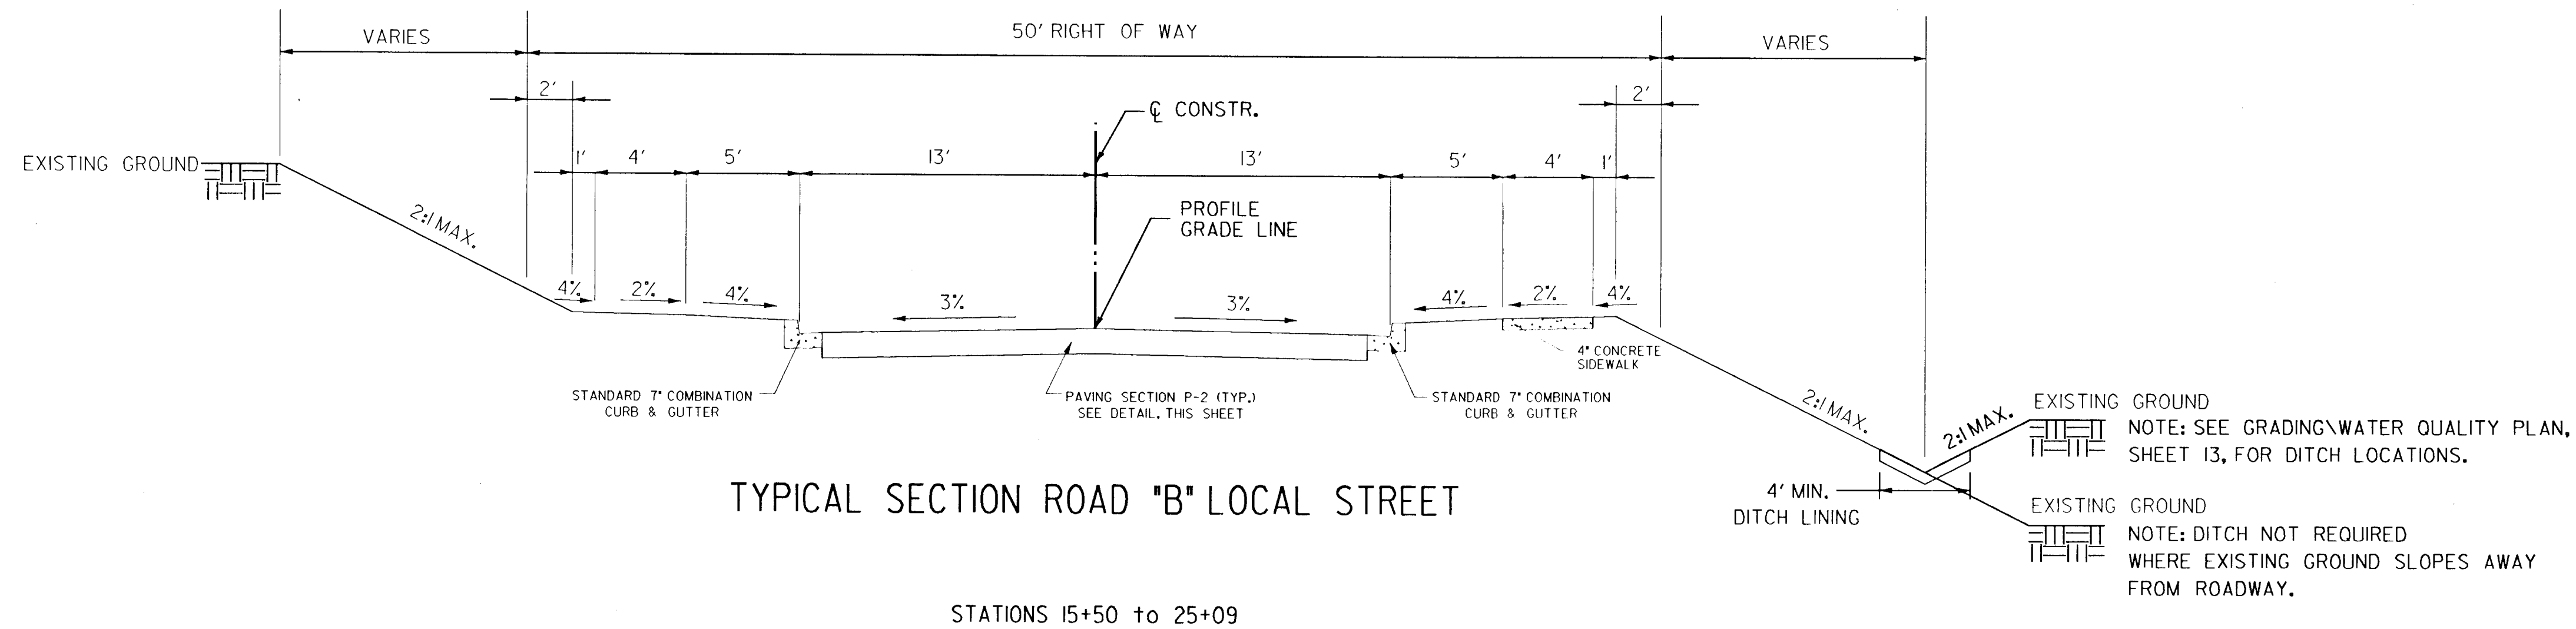 VARIES
50' RIGHT OF WAY
VARIES
2'
2'
℄ CONSTR.
EXISTING GROUND
1'
4'
5'
13'
13'
5'
4'
1'
2:1 MAX.
PROFILE
GRADE LINE
4%
2%
4%
3%
3%
4%
2%
4%
4" CONCRETE
SIDEWALK
STANDARD 7" COMBINATION
CURB & GUTTER
PAVING SECTION P-2 (TYP.)
SEE DETAIL, THIS SHEET
STANDARD 7" COMBINATION
CURB & GUTTER
2:1 MAX.
2:1 MAX.
EXISTING GROUND
NOTE: SEE GRADING\WATER QUALITY PLAN,
SHEET 13, FOR DITCH LOCATIONS.
4' MIN.
DITCH LINING
EXISTING GROUND
NOTE: DITCH NOT REQUIRED
WHERE EXISTING GROUND SLOPES AWAY
FROM ROADWAY.
TYPICAL SECTION ROAD "B" LOCAL STREET
STATIONS 15+50 to 25+09